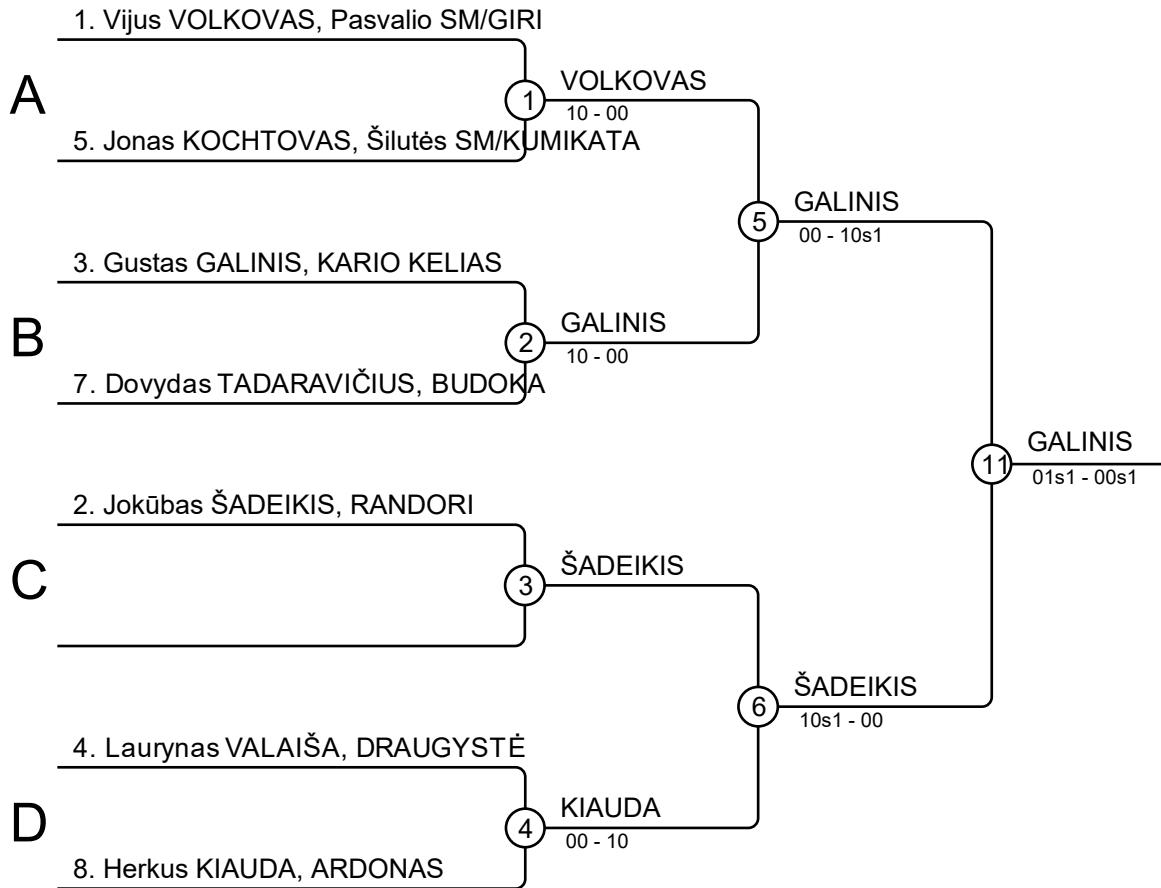 1. Vijus VOLKOVAS, Pasvalio SM/GIRI
A
1
VOLKOVAS
10 - 00
5. Jonas KOCHTOVAS, Šilutės SM/KUMIKATA
5
GALINIS
00 - 10s1
3. Gustas GALINIS, KARIO KELIAS
B
2
GALINIS
10 - 00
7. Dovydas TADARAVIČIUS, BUDOKA
11
GALINIS
01s1 - 00s1
2. Jokūbas ŠADEIKIS, RANDORI
C
3
ŠADEIKIS
6
ŠADEIKIS
10s1 - 00
4. Laurynas VALAIŠA, DRAUGYSTĖ
D
4
KIAUDA
00 - 10
8. Herkus KIAUDA, ARDONAS